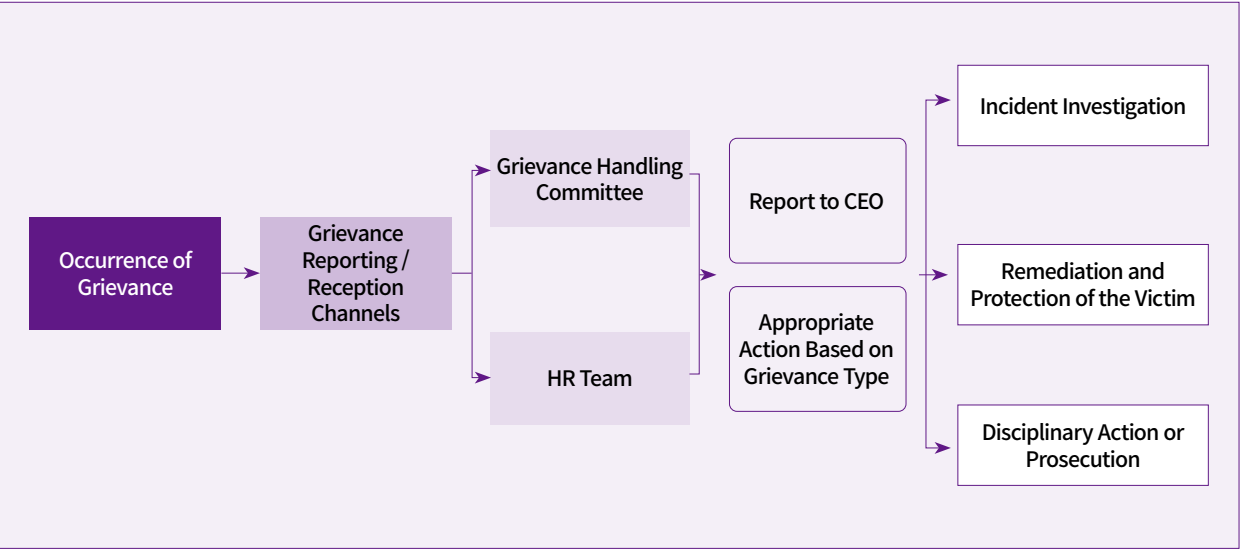 Occurrence of
Grievance
Grievance
Reporting /
Reception
Channels
Grievance Handling
Committee
HR Team
Report to CEO
Appropriate
Action Based on
Grievance Type
Incident Investigation
Remediation and
Protection of the Victim
Disciplinary Action or
Prosecution